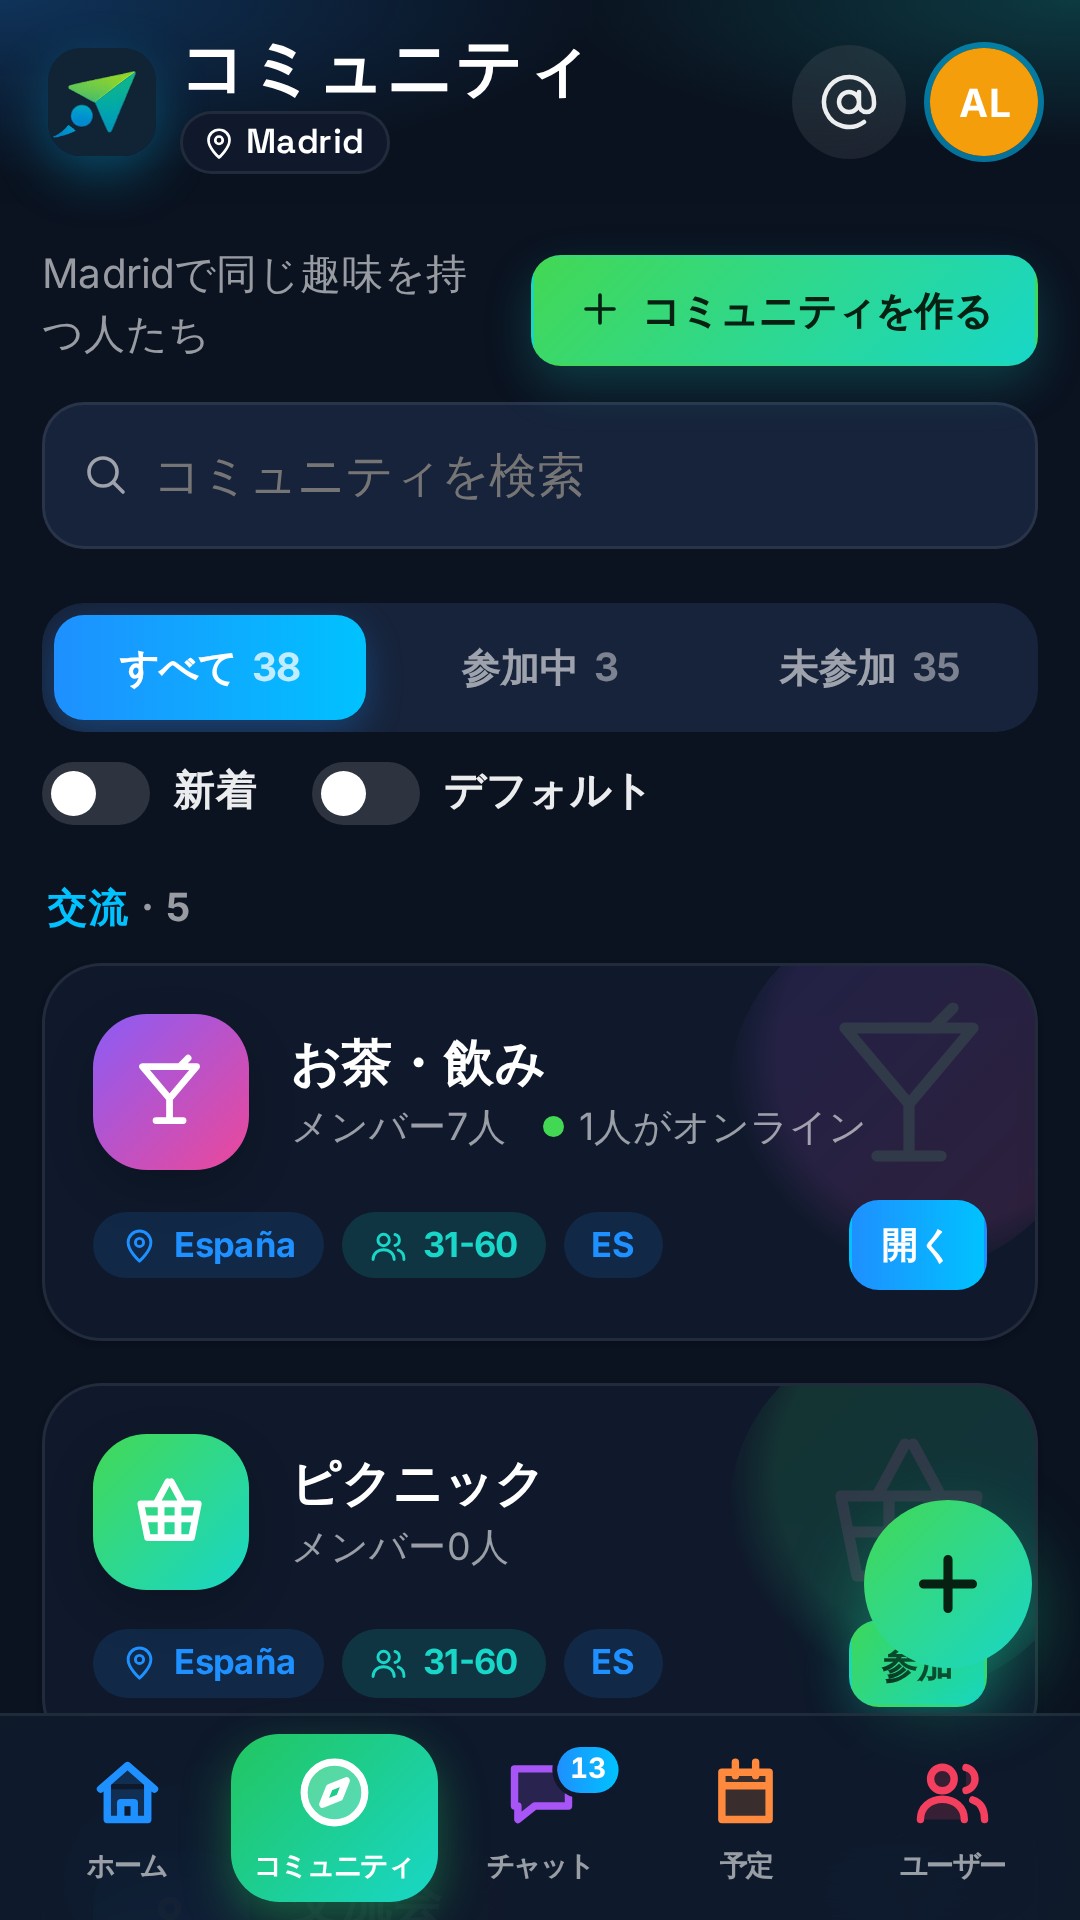 コミュニティ
Madrid
AL
Madridで同じ趣味を持
つ人たち
コミュニティを作る
コミュニティを検索
すべて 38
参加中 3
未参加 35
新着
デフォルト
交流 · 5
お茶・飲み
メンバー7人
1人がオンライン
España
31-60
ES
開く
ピクニック
メンバー0人
España
31-60
ES
参加
13
ホーム
コミュニティ
チャット
予定
ユーザー